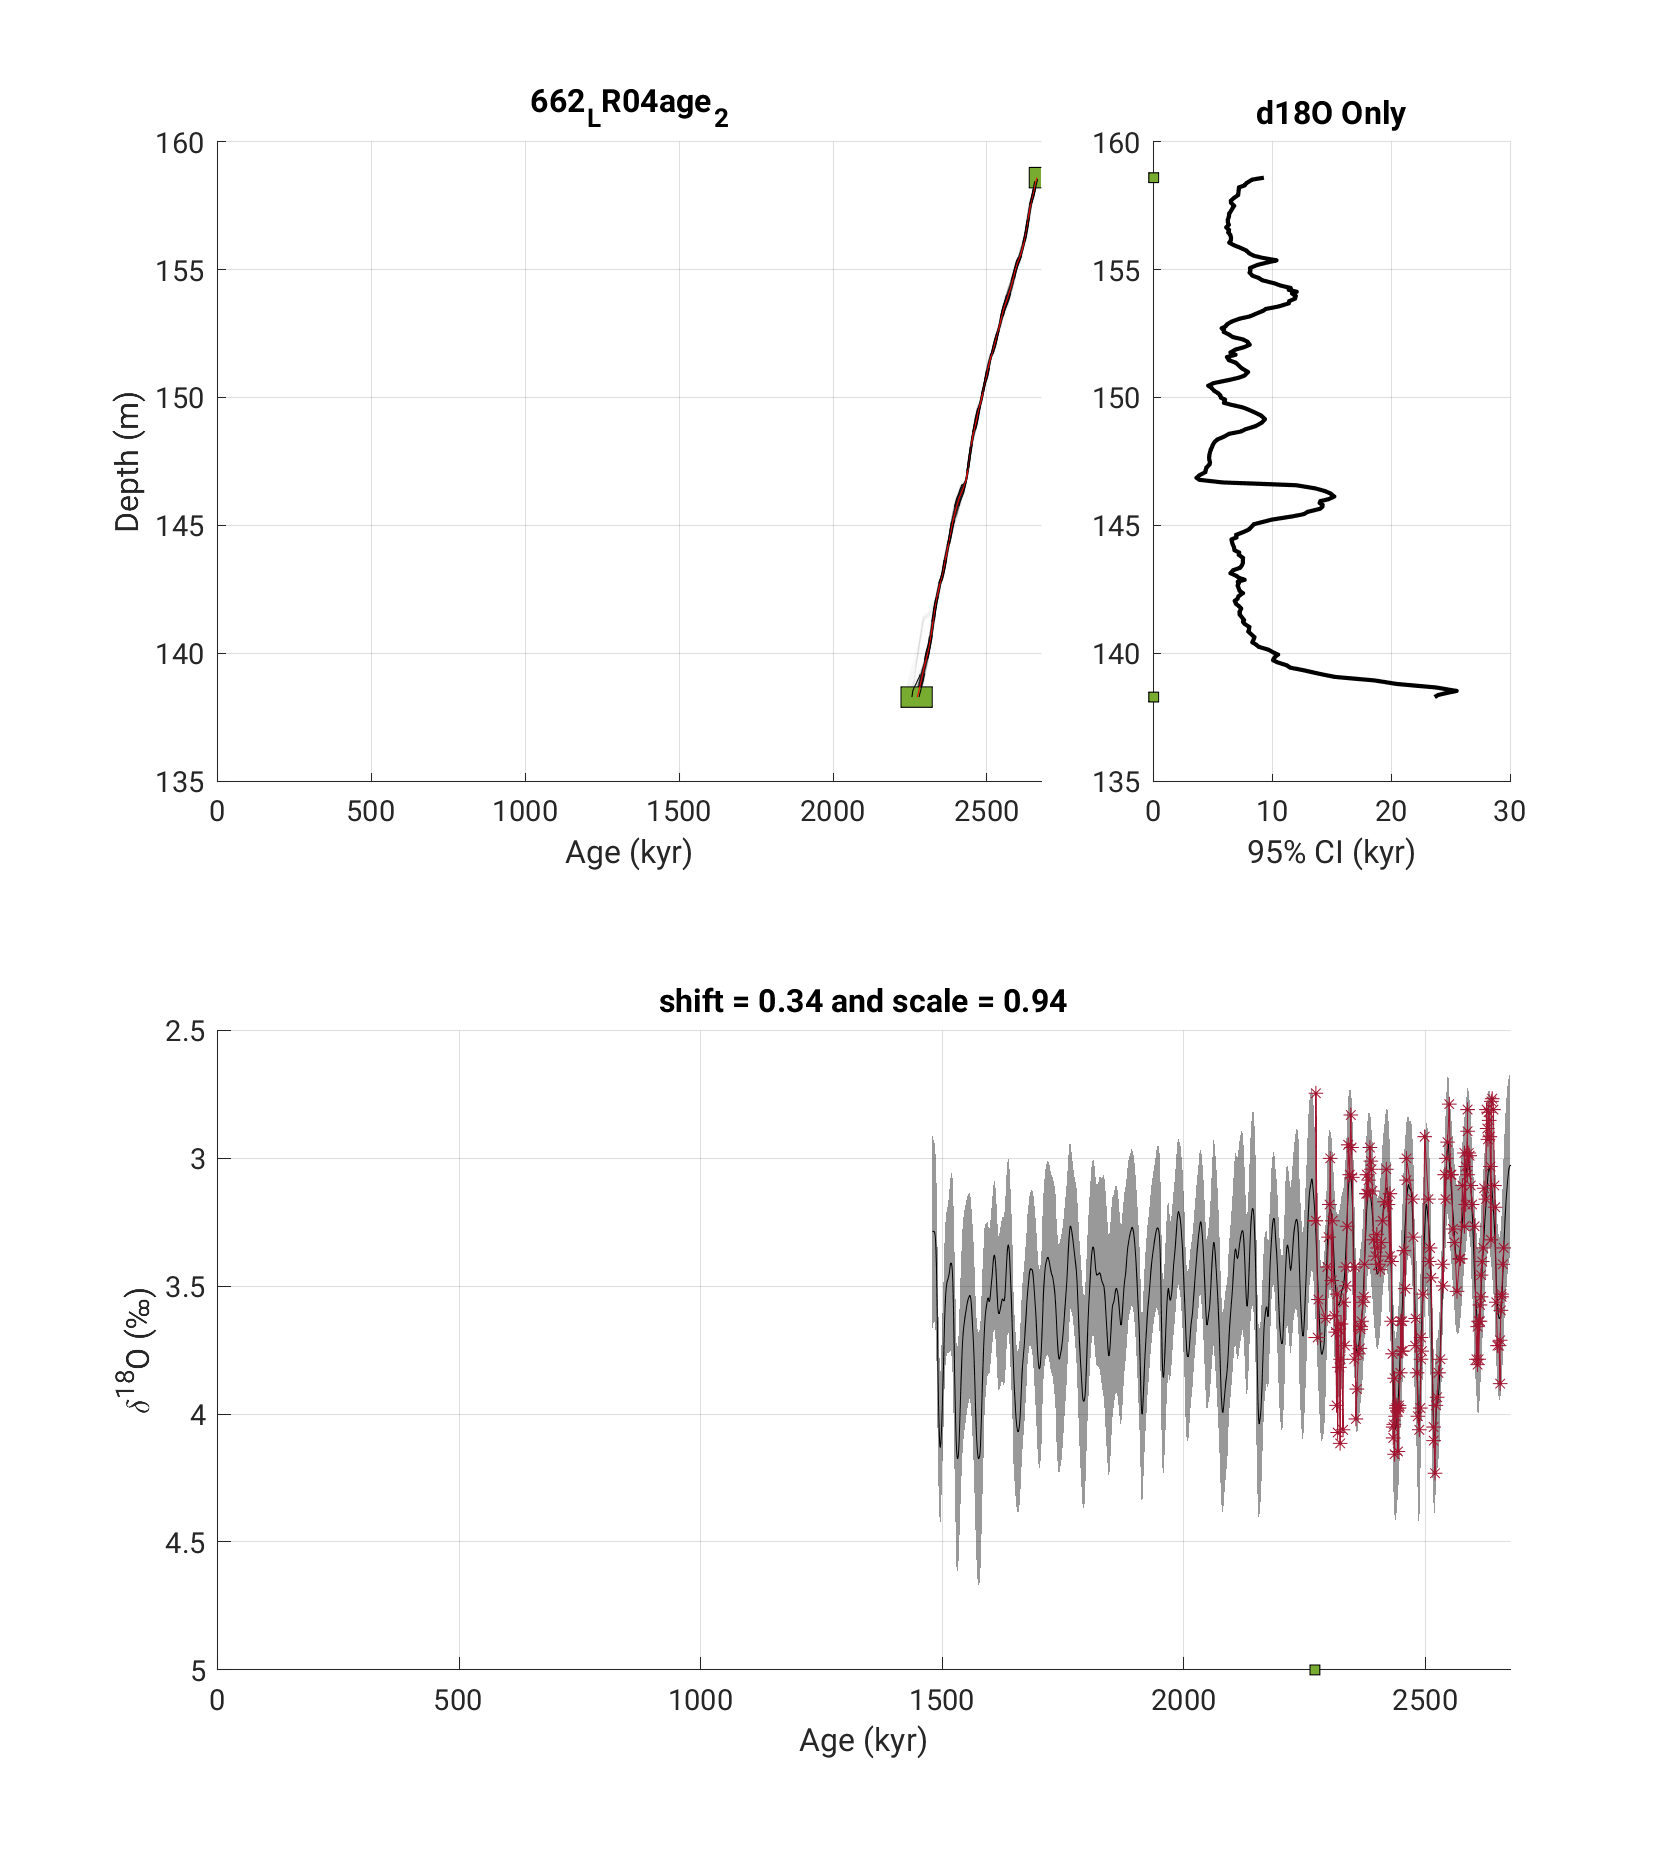 662LR04age2
d18O Only
160
155
150
145
140
135
Depth (m)
0 500 1000 1500 2000 2500
Age (kyr)
160
155
150
145
140
135
0 10 20 30
95% CI (kyr)
shift = 0.34 and scale = 0.94
2.5
3
3.5
4
4.5
5
δ18O (‰)
0 500 1000 1500 2000 2500
Age (kyr)